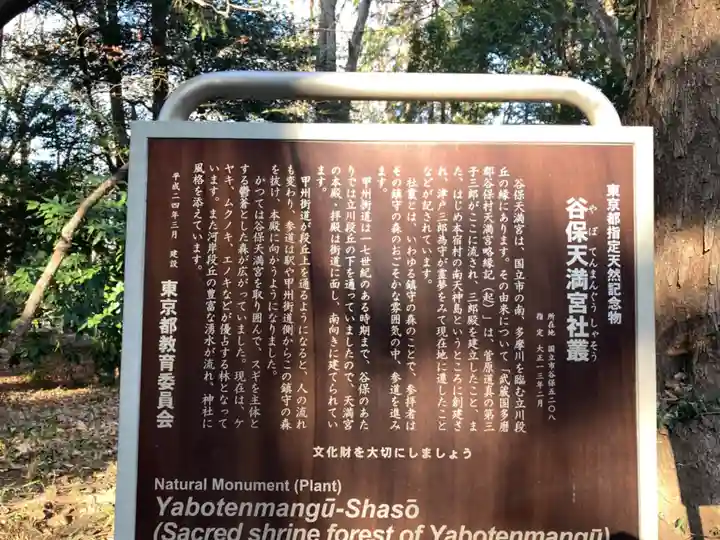 東京都指定天然記念物
谷保天満宮社叢
やぼてんまんぐうしゃそう
所在地 国立市谷保五二〇八
指定 大正一三年二月
谷保天満宮は、国立市の南、多摩川を臨む立川段
丘の縁にあります。その由来について「武蔵国多磨
郡谷保村天満宮略縁記（起）」は、菅原道真の第三
子三郎がここに流され、三郎殿を建立したこと、ま
た、はじめ本宿村の南天神島というところに創建さ
れ、津戸三郎為守が霊夢をみて現在地に遷したこと
などが記されています。
社叢とは、いわゆる鎮守の森のことで、参拝者は
その鎮守の森のおごそかな雰囲気の中、参道を進み
ます。
甲州街道は一七世紀のある時期まで、谷保のあた
りでは立川段丘の下を通っていましたので、天満宮
の本殿・拝殿は街道に面し、南向きに建てられてい
ます。
甲州街道が段丘上を通るようになると、人の流れ
も変わり、参道は駅や甲州街道側からこの鎮守の森
を抜け、本殿に向かうようになりました。
かつては谷保天満宮を取り囲んで、スギを主体と
する鬱蒼とした森が広がっていました。現在は、ケ
ヤキ、ムクノキ、エノキなどが優占する林となって
います。また河岸段丘の豊富な湧水が流れ、神社に
風格を添えています。
平成二四年三月 建設
東京都教育委員会
文化財を大切にしましょう
Natural Monument (Plant)
Yabotenmangū-Shasō
(Sacred shrine forest of Yabotenmangū)